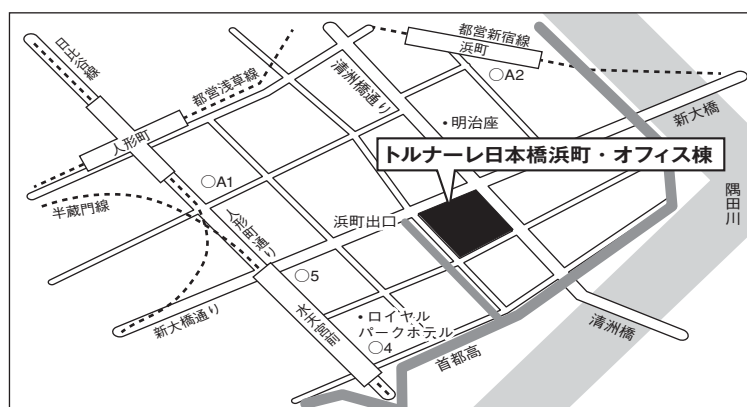 都営新宿線
浜町
○A2
日比谷線
都営浅草線
清洲橋通り
新大橋
・明治座
人形町
トルナーレ日本橋浜町・オフィス棟
○A1
半蔵門線
人形町通り
浜町出口
隅田川
○5
新大橋通り
水天宮前
・ロイヤル
パークホテル
○4
首都高
清洲橋